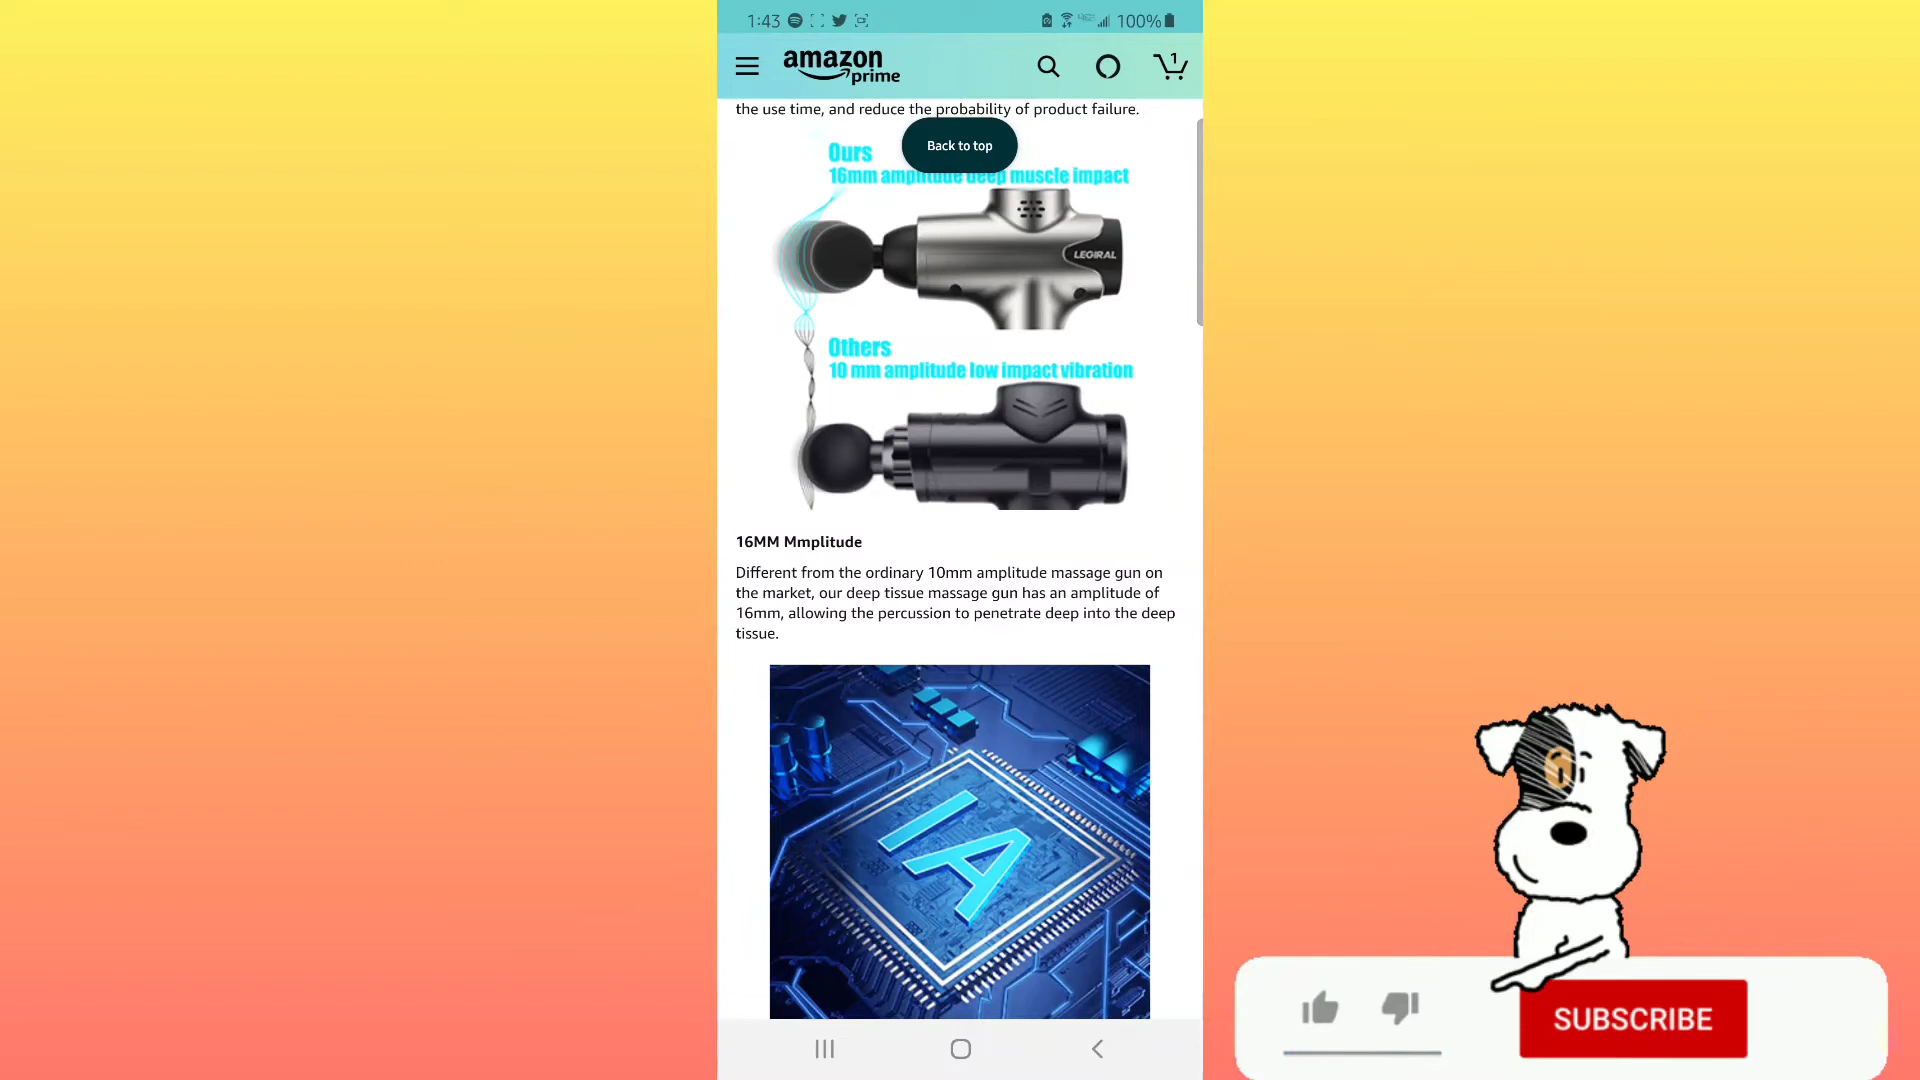 1:43
100%
amazon
prime
1
the use time, and reduce the probability of product failure.
Back to top
Ours
16mm amplitude deep muscle impact
LEGIRAL
Others
10 mm amplitude low impact vibration
16MM Mmplitude
Different from the ordinary 10mm amplitude massage gun on
the market, our deep tissue massage gun has an amplitude of
16mm, allowing the percussion to penetrate deep into the deep
tissue.
IA
SUBSCRIBE